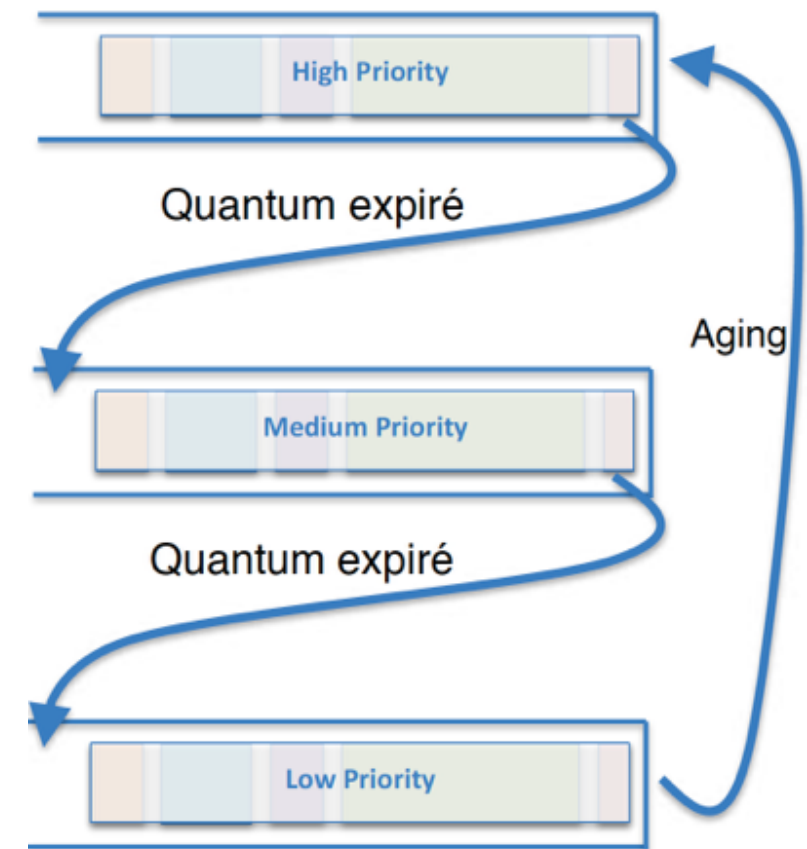 High Priority
Quantum expiré
Aging
Medium Priority
Quantum expiré
Low Priority